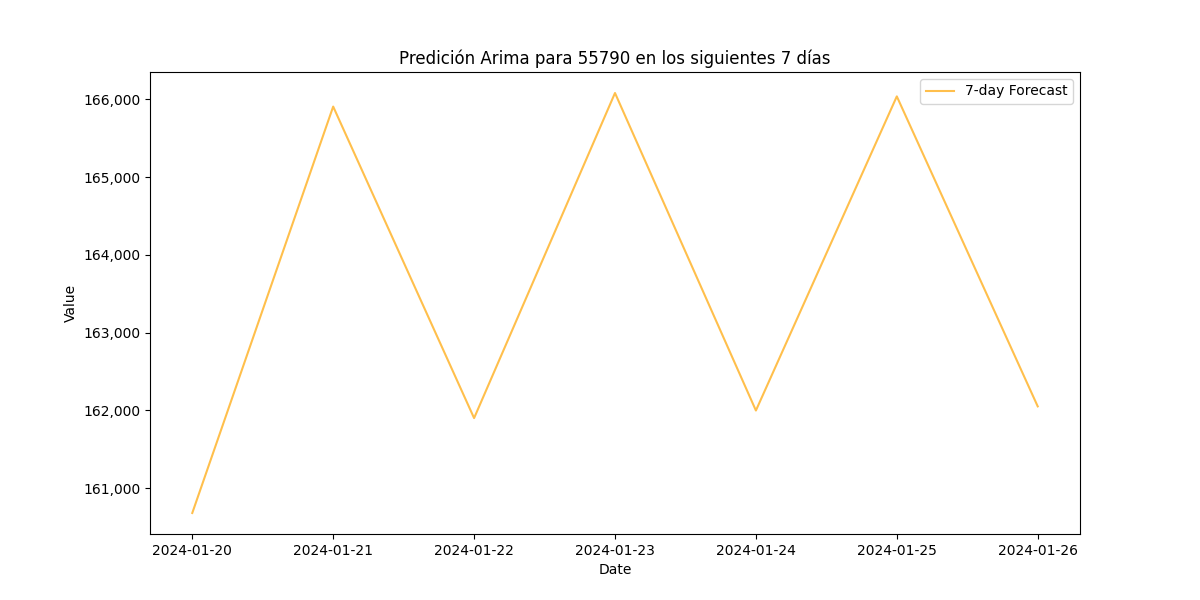 Predición Arima para 55790 en los siguientes 7 días
7-day Forecast
166,000
165,000
164,000
163,000
162,000
161,000
Value
2024-01-20 2024-01-21 2024-01-22 2024-01-23 2024-01-24 2024-01-25 2024-01-26
Date